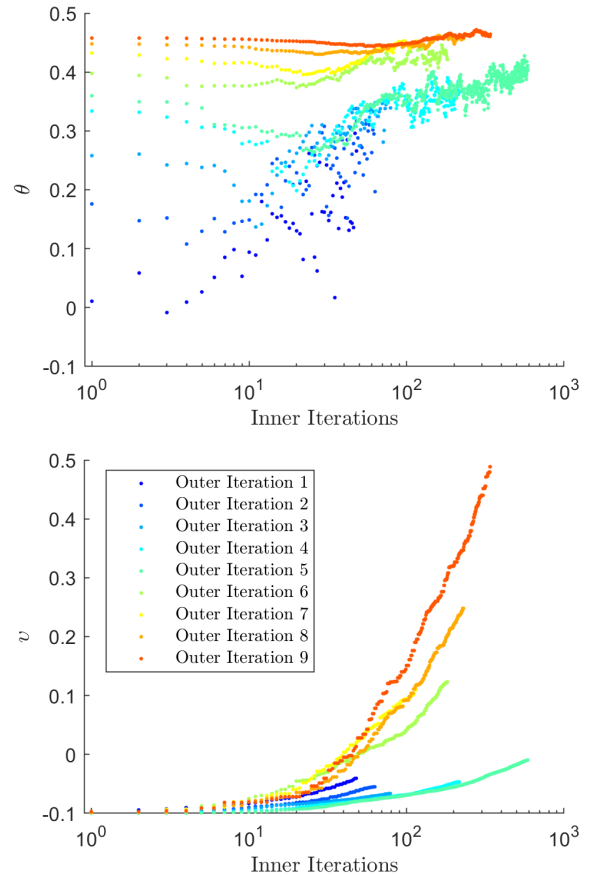 0.5
0.4
0.3
0.2
0.1
0
-0.1
θ
10^0
10^1
10^2
10^3
Inner Iterations
0.5
0.4
0.3
0.2
0.1
0
-0.1
υ
Outer Iteration 1
Outer Iteration 2
Outer Iteration 3
Outer Iteration 4
Outer Iteration 5
Outer Iteration 6
Outer Iteration 7
Outer Iteration 8
Outer Iteration 9
10^0
10^1
10^2
10^3
Inner Iterations